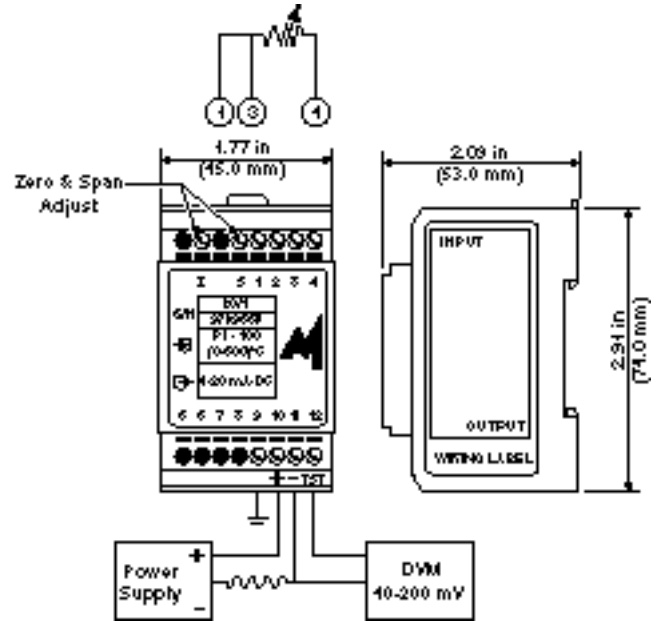 1 3 4
1.77 in
(45.0 mm)
2.09 in
(53.0 mm)
Zero & Span
Adjust
INPUT
Z S 1 2 3 4
S/N
PT-100
(0-500)°C
4-20 mA DC
2.91 in
(74.0 mm)
5 6 7 8 9 10 11 12
OUTPUT
WIRING LABEL
+ - TST
Power
Supply
+
-
DVM
40-200 mV